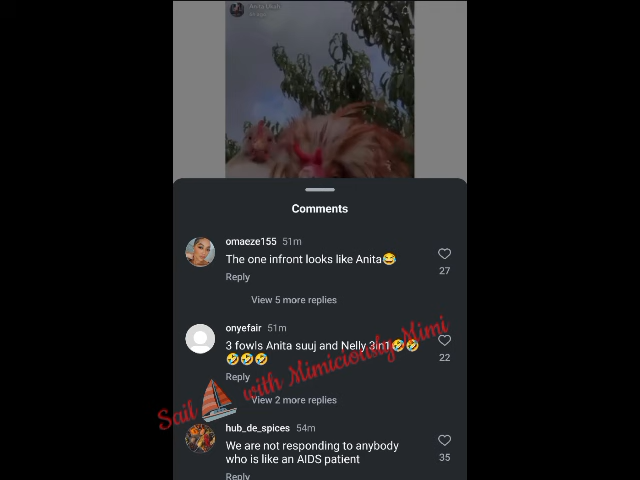 Comments
omaeze155 51m
The one infront looks like Anita😂
Reply
27
View 5 more replies
onyefair 51m
3 fowls Anita suuj and Nelly 3in1🤣🤣
🤣🤣🤣
22
Reply
View 2 more replies
Sail with Mimiciously Mimi
hub_de_spices 54m
We are not responding to anybody
who is like an AIDS patient
35
Reply